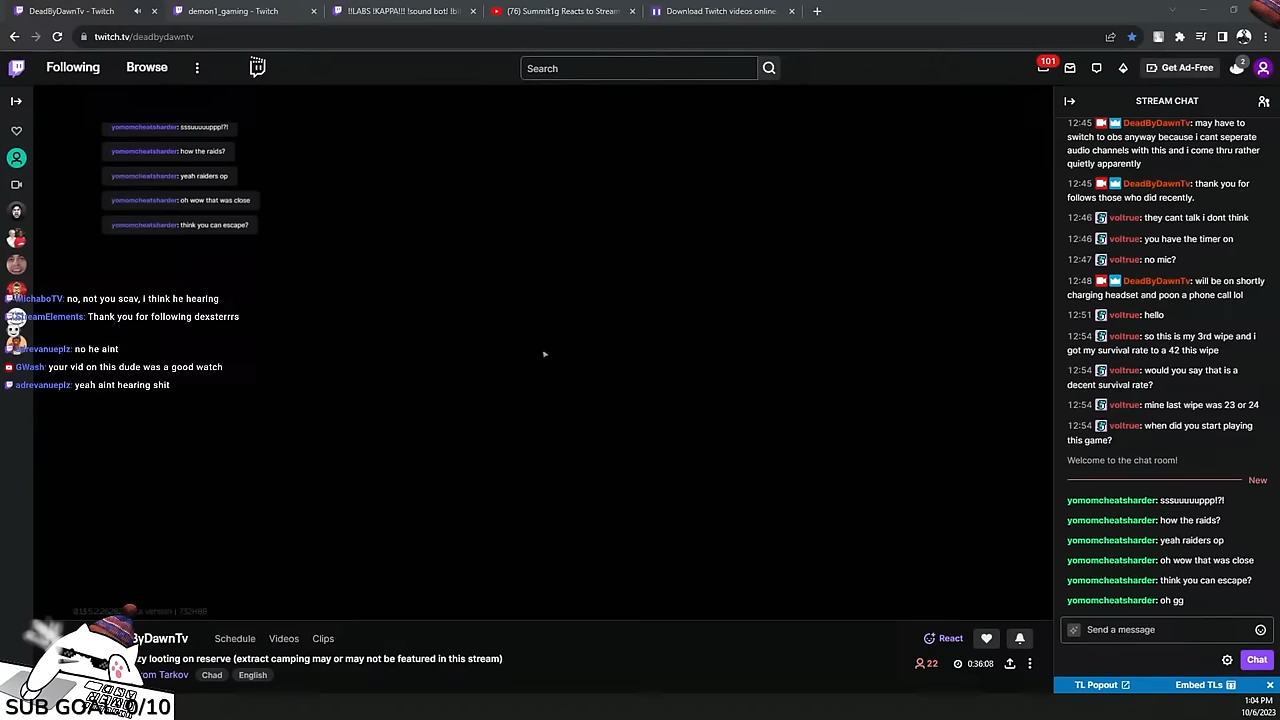 DeadByDawnTv - Twitch
demon1_gaming - Twitch
!!LABS !KAPPA!!! !sound bot! !bi
(76) Summit1g Reacts to Stream
Download Twitch videos online
twitch.tv/deadbydawntv
Following
Browse
Search
101
Get Ad-Free
2
STREAM CHAT
yomomcheatsharder: sssuuuuuppp!?!
yomomcheatsharder: how the raids?
yomomcheatsharder: yeah raiders op
yomomcheatsharder: oh wow that was close
yomomcheatsharder: think you can escape?
MichaboTV: no, not you scav, i think he hearing
StreamElements: Thank you for following dexsterrrs
adrevanueplz: no he aint
GWash: your vid on this dude was a good watch
adrevanueplz: yeah aint hearing shit
12:45 DeadByDawnTv: may have to
switch to obs anyway because i cant seperate
audio channels with this and i come thru rather
quietly apparently
12:45 DeadByDawnTv: thank you for
follows those who did recently.
12:46 voltrue: they cant talk i dont think
12:46 voltrue: you have the timer on
12:47 voltrue: no mic?
12:48 DeadByDawnTv: will be on shortly
charging headset and poon a phone call lol
12:51 voltrue: hello
12:54 voltrue: so this is my 3rd wipe and i
got my survival rate to a 42 this wipe
12:54 voltrue: would you say that is a
decent survival rate?
12:54 voltrue: mine last wipe was 23 or 24
12:54 voltrue: when did you start playing
this game?
Welcome to the chat room!
New
yomomcheatsharder: sssuuuuuppp!?!
yomomcheatsharder: how the raids?
yomomcheatsharder: yeah raiders op
yomomcheatsharder: oh wow that was close
yomomcheatsharder: think you can escape?
yomomcheatsharder: oh gg
Send a message
Chat
TL Popout
Embed TLs
ByDawnTv
Schedule
Videos
Clips
React
zy looting on reserve (extract camping may or may not be featured in this stream)
22
0:36:08
rom Tarkov
Chad
English
SUB GOAL 0/10
1:04 PM
10/6/2023